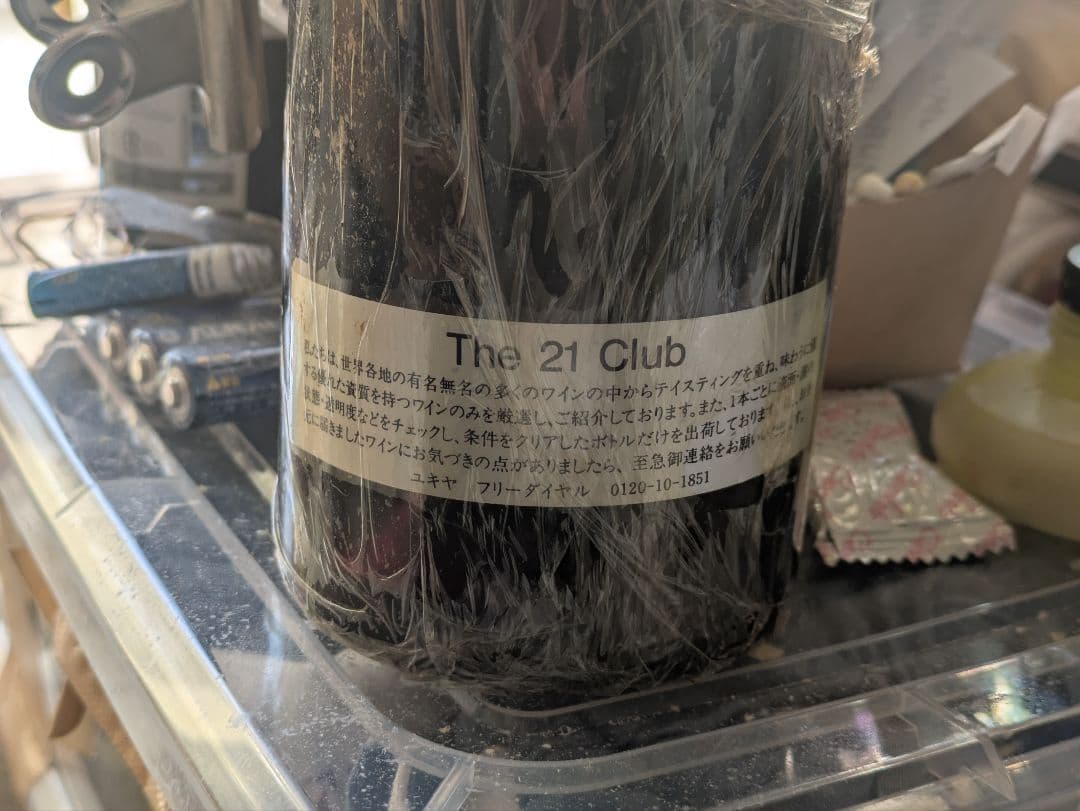 The 21 Club
私たちは、世界各地の有名無名の多くのワインの中からテイスティングを重ね、味わうに値
する優れた資質を持つワインのみを厳選し、ご紹介しております。また、1本ごとに液面・
状態・透明度などをチェックし、条件をクリアしたボトルだけを出荷しております
元に届きましたワインにお気づきの点がありましたら、至急御連絡をお願い
ユキヤ フリーダイヤル 0120-10-1851